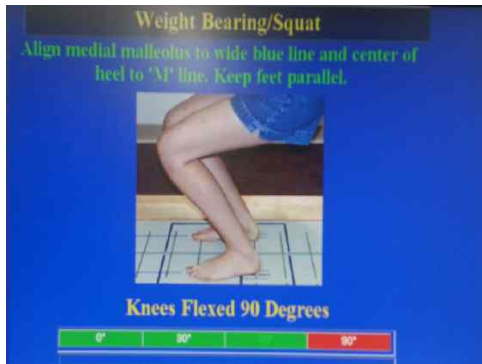 Weight Bearing/Squat
Align medial malleolus to wide blue line and center of
heel to 'M' line. Keep feet parallel.
Knees Flexed 90 Degrees
0° 30° 90°